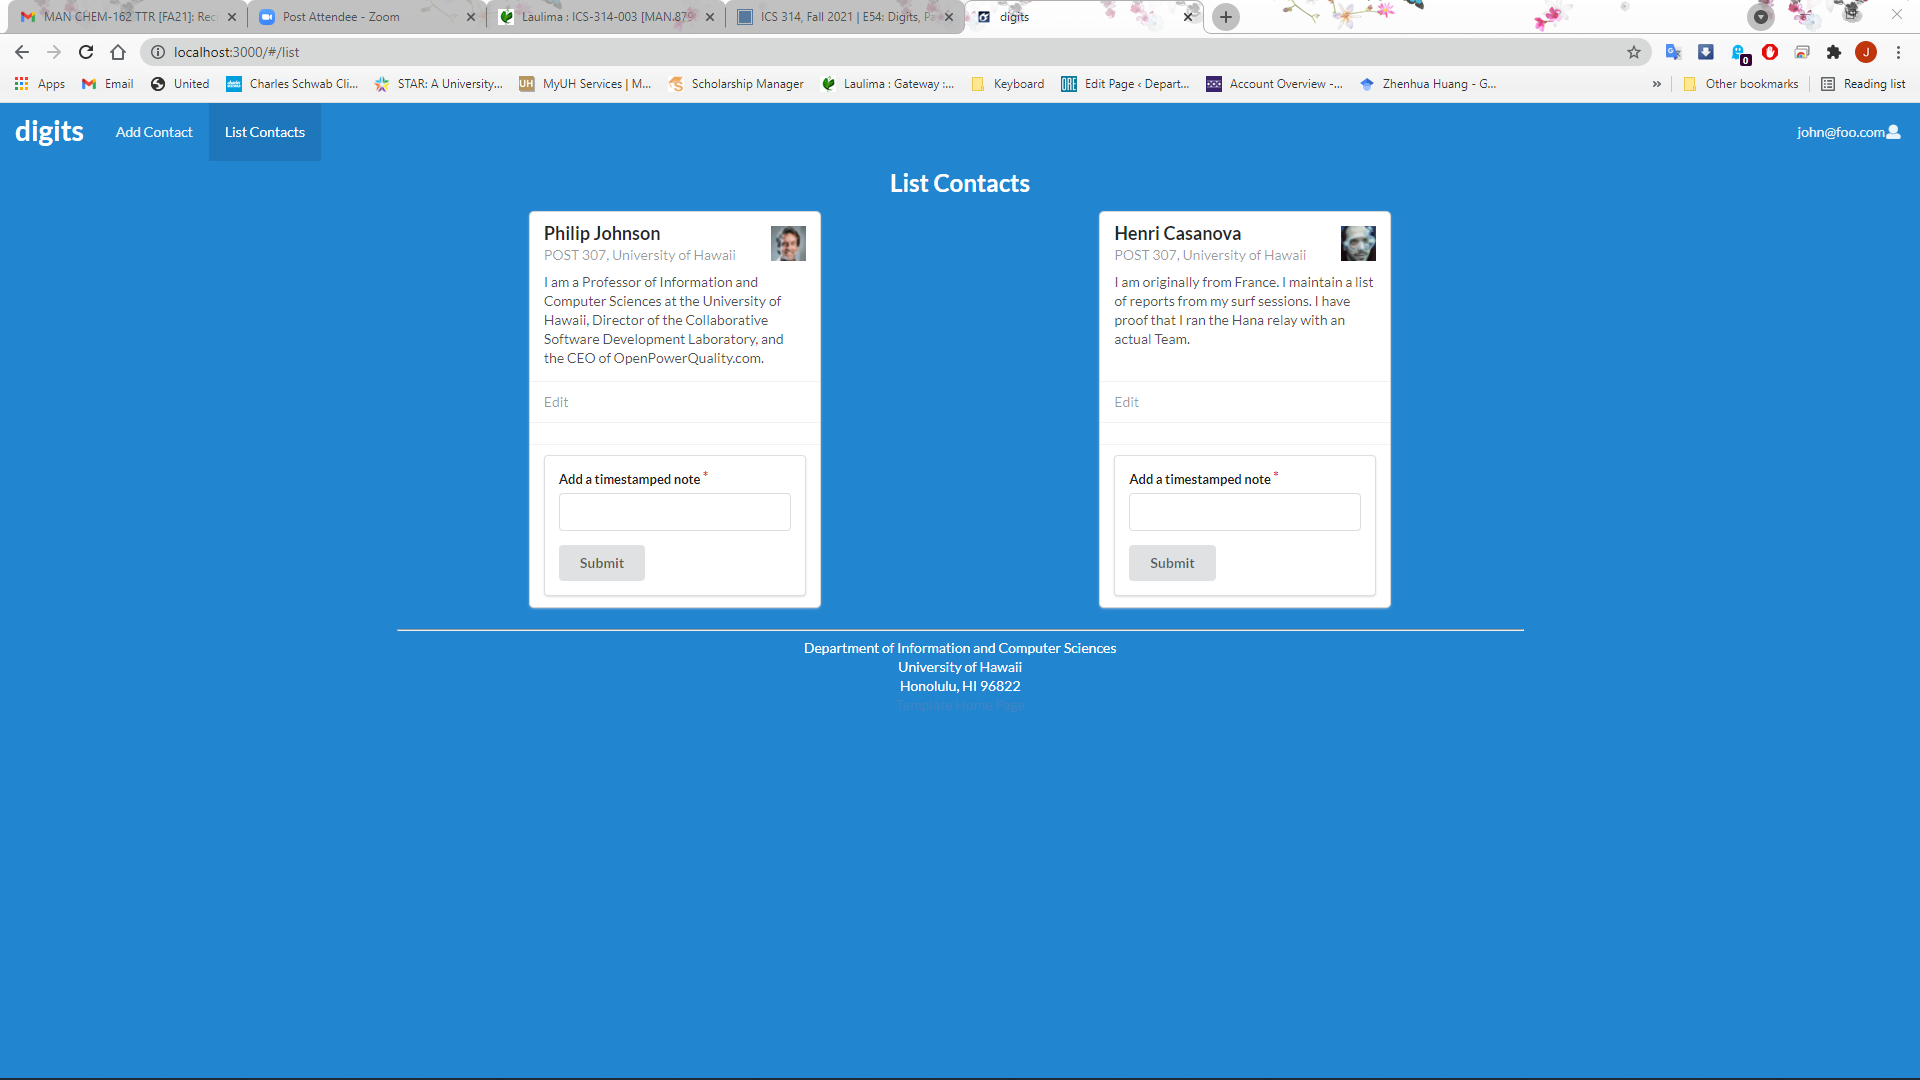 MAN CHEM-162 TTR [FA21]: Rec
Post Attendee - Zoom
Laulima : ICS-314-003 [MAN.879
ICS 314, Fall 2021 | E54: Digits, Pa
digits
localhost:3000/#/list
J
0
Apps
Email
United
Charles Schwab Cli...
STAR: A University...
UH
MyUH Services | M...
Scholarship Manager
Laulima : Gateway :...
Keyboard
ORE
Edit Page ‹ Depart...
Account Overview -...
Zhenhua Huang - G...
»
Other bookmarks
Reading list
digits
Add Contact
List Contacts
john@foo.com
List Contacts
Philip Johnson
POST 307, University of Hawaii
I am a Professor of Information and
Computer Sciences at the University of
Hawaii, Director of the Collaborative
Software Development Laboratory, and
the CEO of OpenPowerQuality.com.
Edit
Add a timestamped note *
Submit
Henri Casanova
POST 307, University of Hawaii
I am originally from France. I maintain a list
of reports from my surf sessions. I have
proof that I ran the Hana relay with an
actual Team.
Edit
Add a timestamped note *
Submit
Department of Information and Computer Sciences
University of Hawaii
Honolulu, HI 96822
Template Home Page